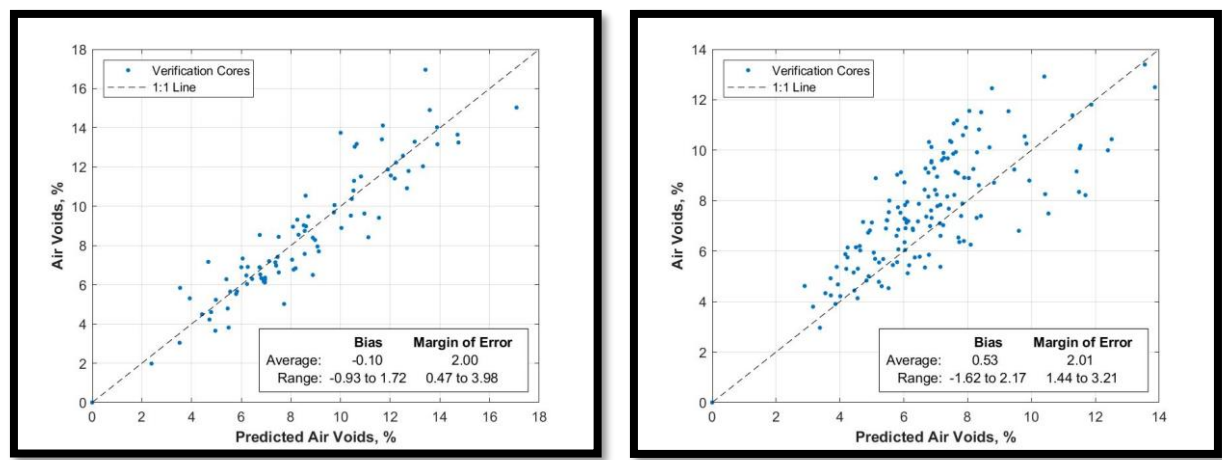 18
16
14
12
10
8
6
4
2
0
Air Voids, %
Verification Cores
1:1 Line
Bias Margin of Error
Average: -0.10 2.00
Range: -0.93 to 1.72 0.47 to 3.98
0 2 4 6 8 10 12 14 16 18
Predicted Air Voids, %
14
12
10
8
6
4
2
0
Air Voids, %
Verification Cores
1:1 Line
Bias Margin of Error
Average: 0.53 2.01
Range: -1.62 to 2.17 1.44 to 3.21
0 2 4 6 8 10 12 14
Predicted Air Voids, %